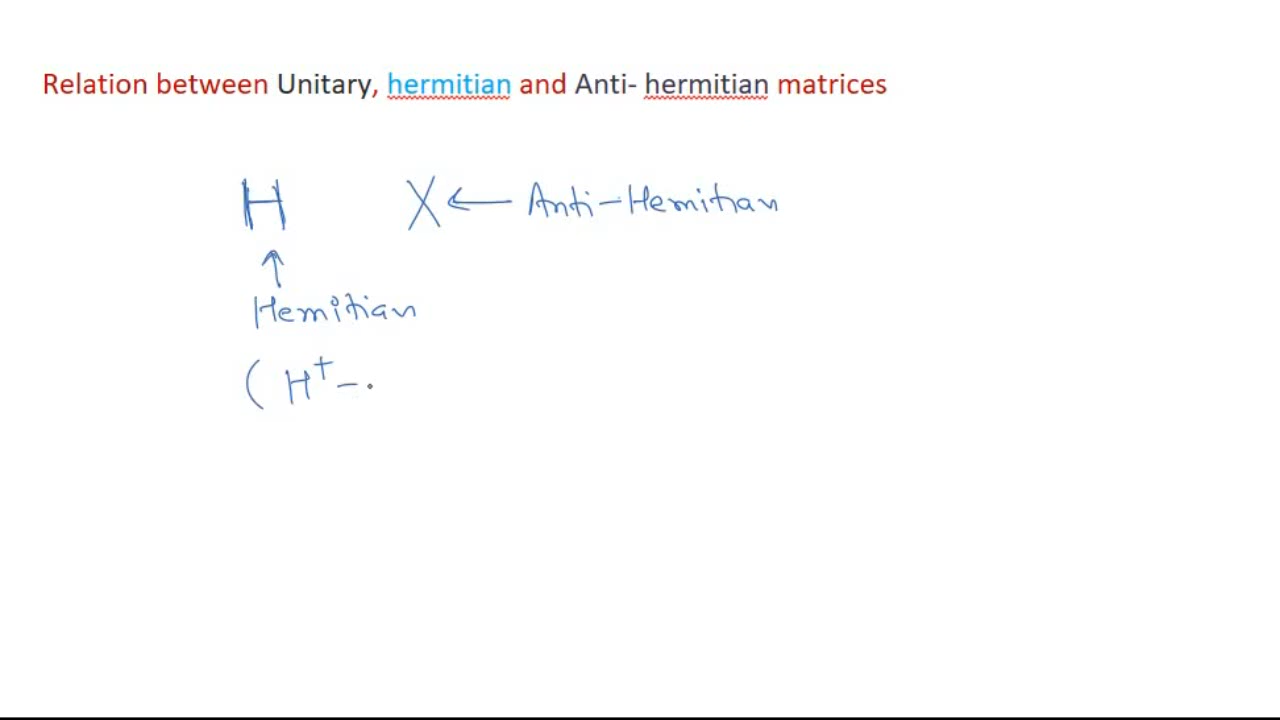 Relation between Unitary, hermitian and Anti- hermitian matrices
H X ← Anti-Hemitian
↑
Hemitian
( H† -